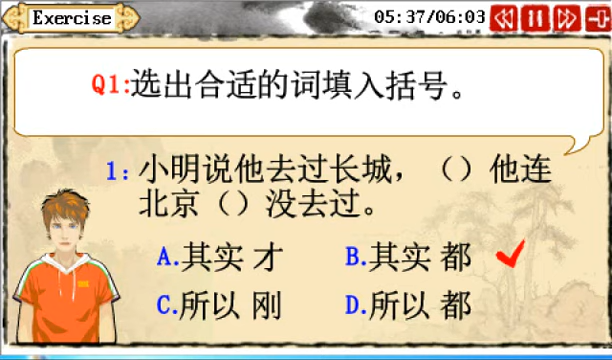 Exercise
05:37/06:03
Q1:选出合适的词填入括号。
1:小明说他去过长城，（）他连
北京（）没去过。
A.其实 才 B.其实 都
C.所以 刚 D.所以 都